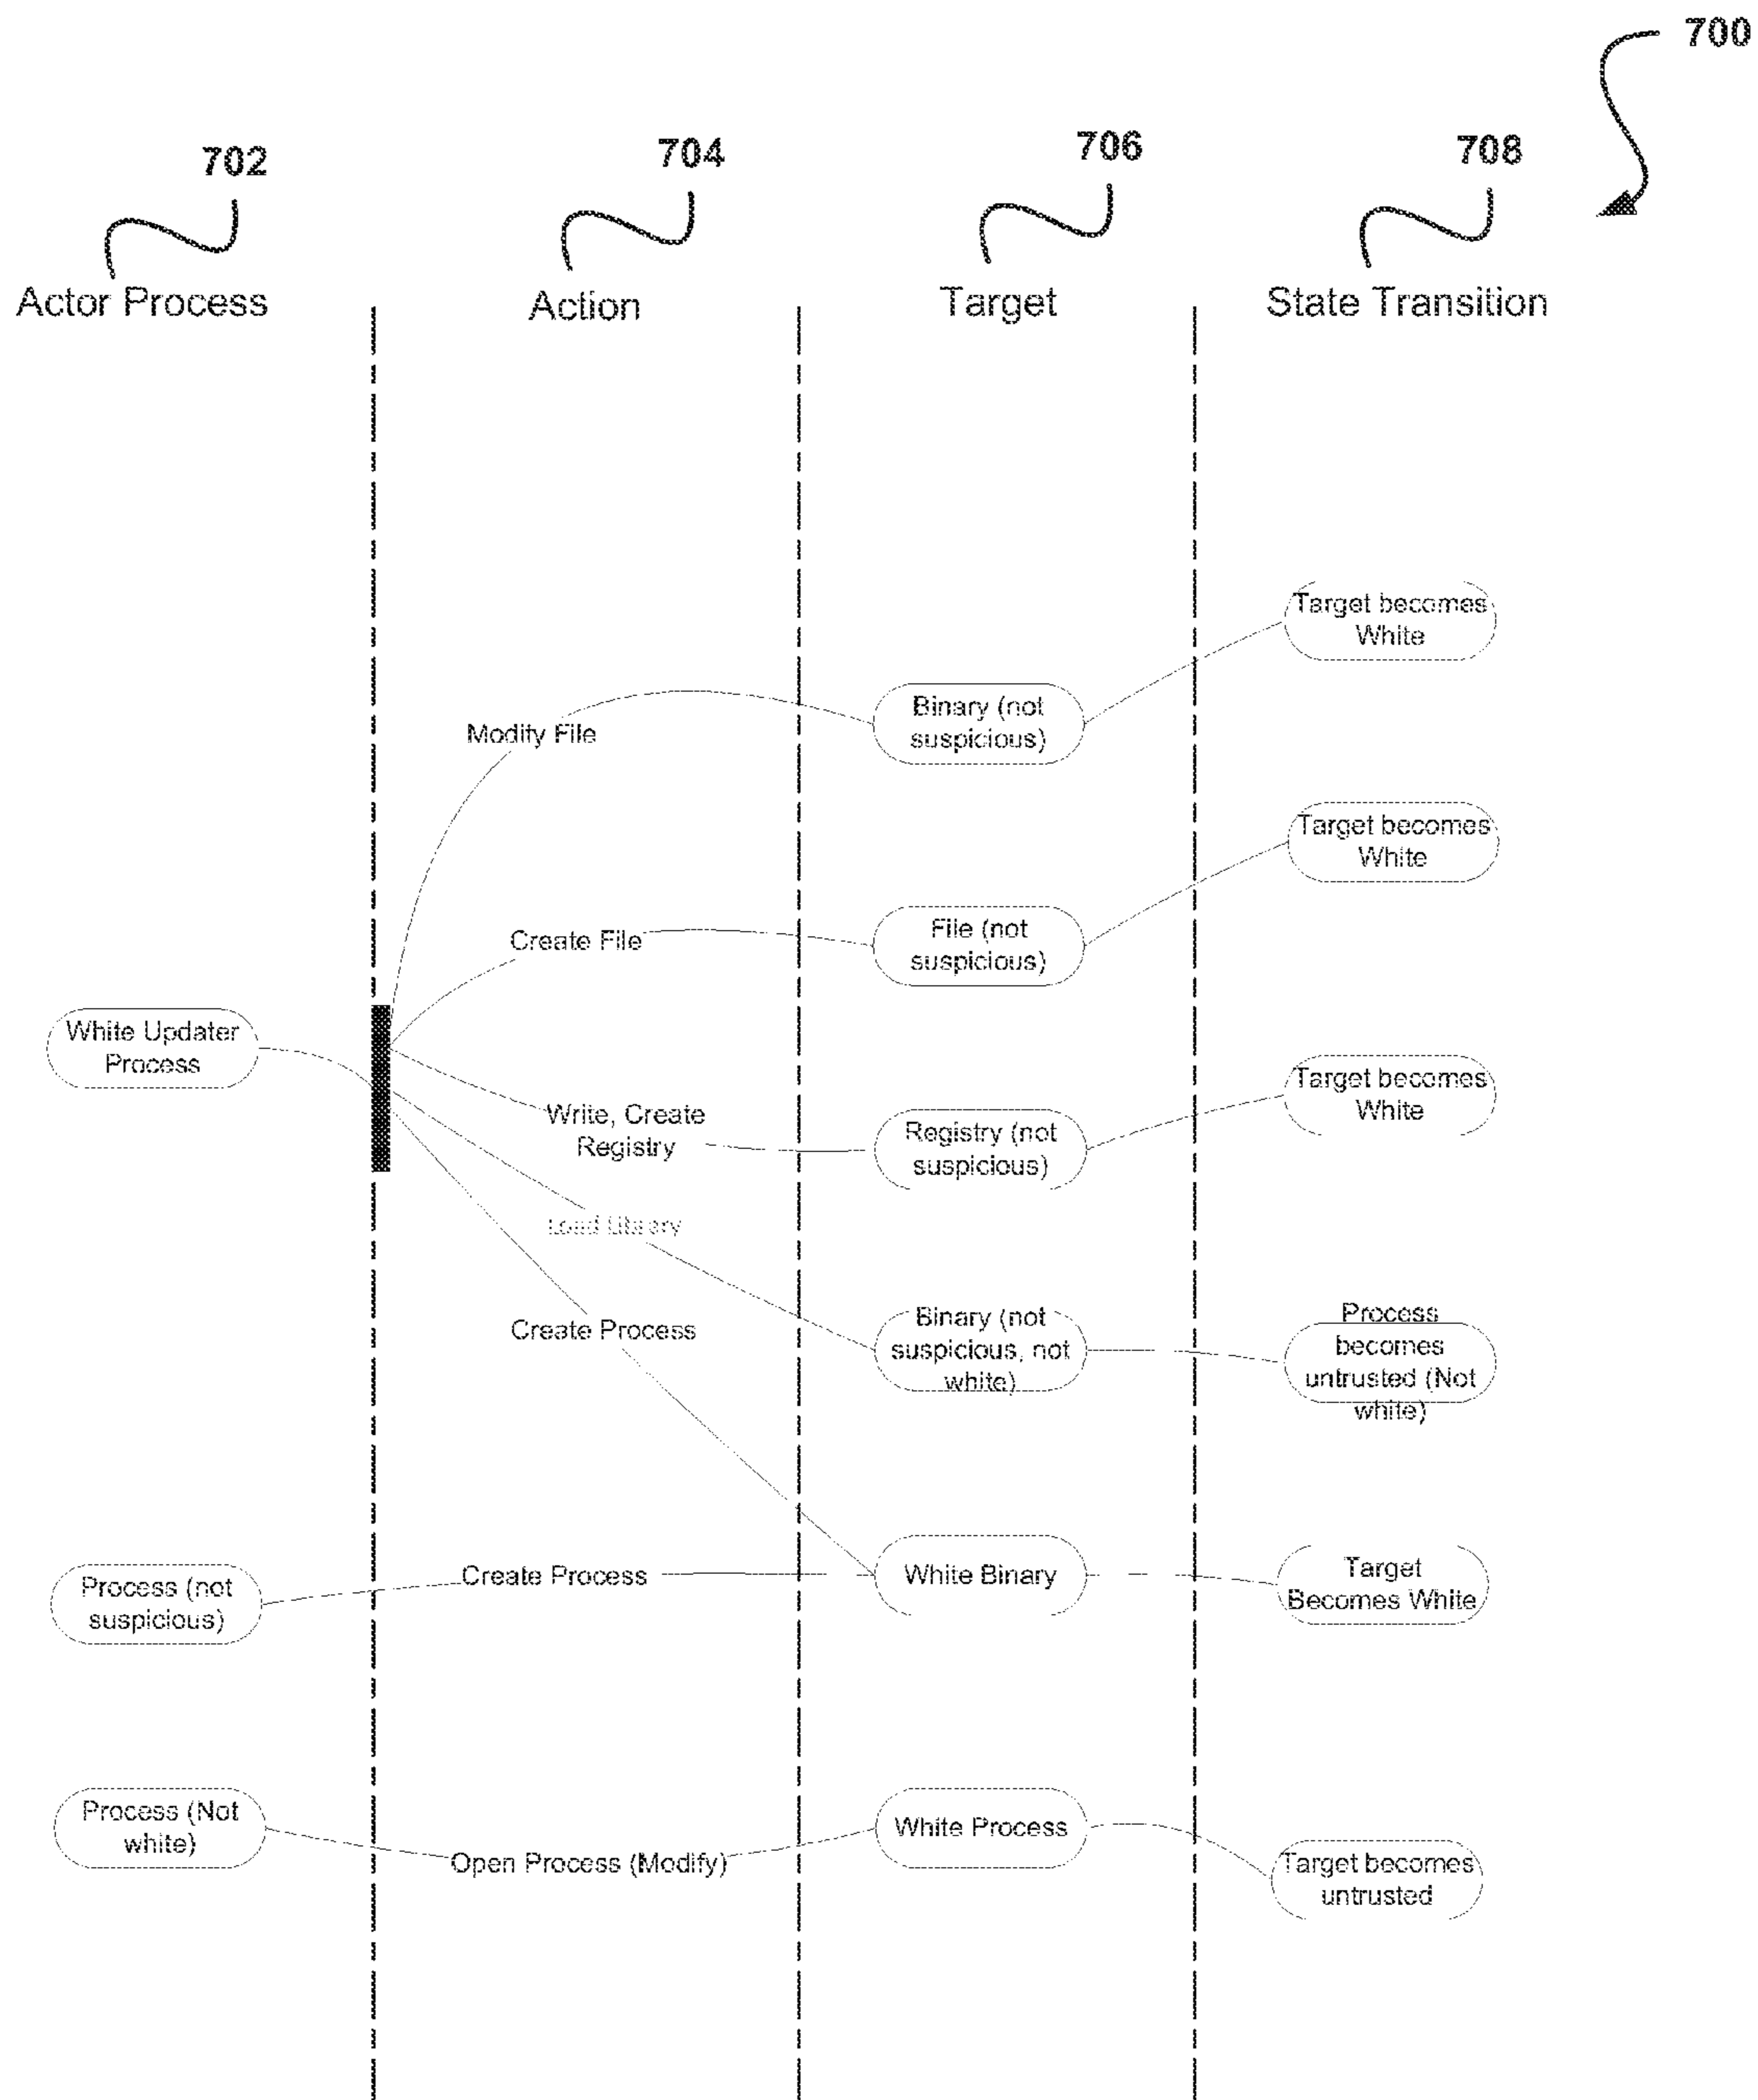 700
702
704
706
708
Actor Process
Action
Target
State Transition
Target becomes
White
Modify File
Binary (not
suspicious)
Target becomes
White
Create File
File (not
suspicious)
White Updater
Process
Write, Create
Registry
Registry (not
suspicious)
Target becomes
White
Load Library
Create Process
Binary (not
suspicious, not
white)
Process
becomes
untrusted (Not
white)
Process (not
suspicious)
Create Process
White Binary
Target
Becomes White
Process (Not
white)
Open Process (Modify)
White Process
Target becomes
untrusted